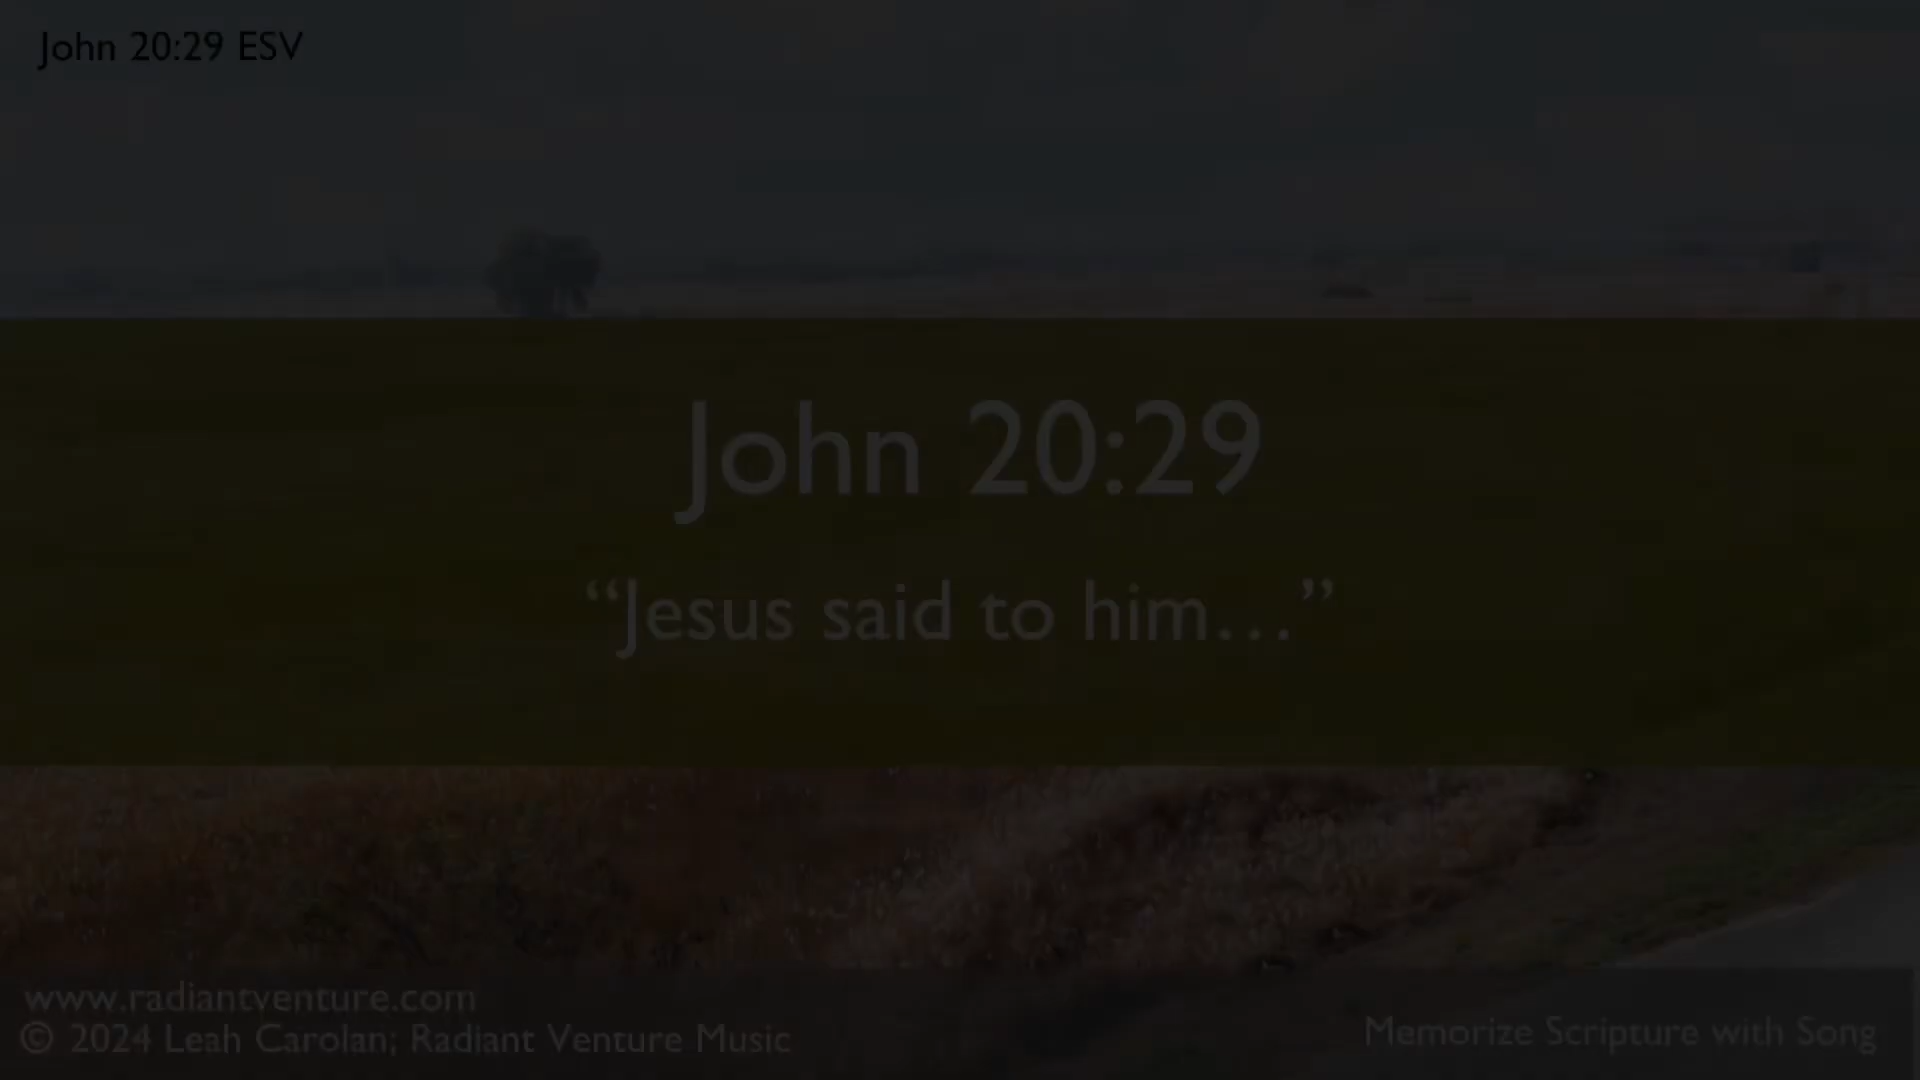 John 20:29 ESV
John 20:29
“Jesus said to him…”
www.radiantventure.com
© 2024 Leah Carolan; Radiant Venture Music
Memorize Scripture with Song